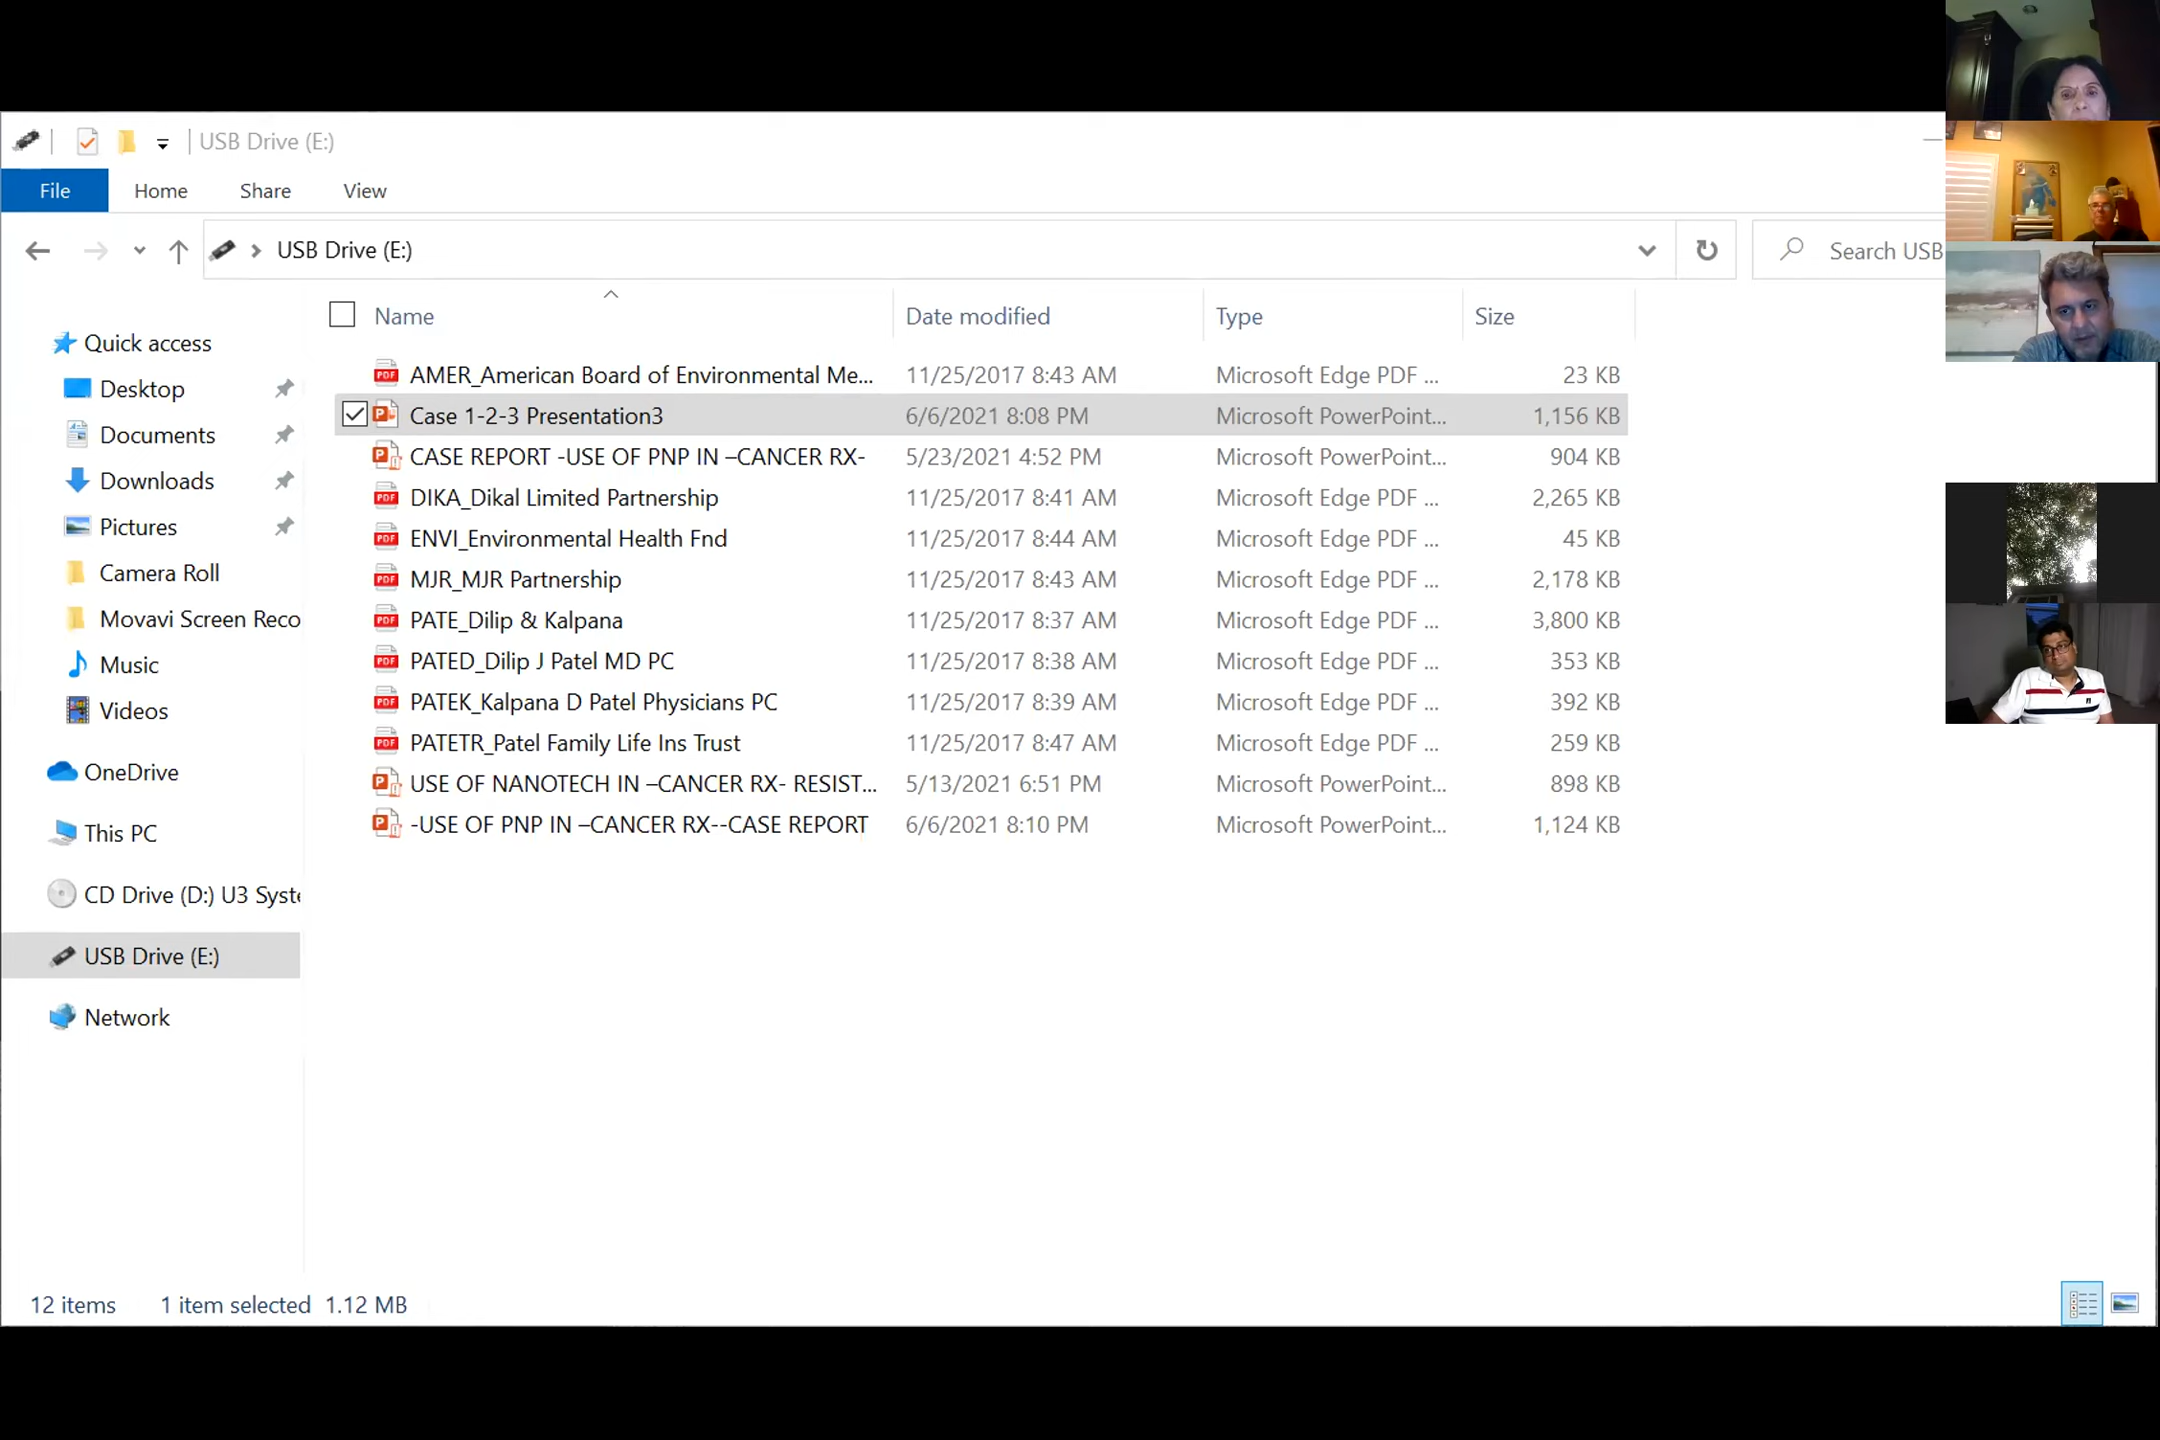 USB Drive (E:)
File Home Share View
USB Drive (E:) Search USB
Name Date modified Type Size
Quick access
Desktop
Documents
Downloads
Pictures
Camera Roll
Movavi Screen Reco
Music
Videos
OneDrive
This PC
CD Drive (D:) U3 Syste
USB Drive (E:)
Network
AMER_American Board of Environmental Me... 11/25/2017 8:43 AM Microsoft Edge PDF ... 23 KB
Case 1-2-3 Presentation3 6/6/2021 8:08 PM Microsoft PowerPoint... 1,156 KB
CASE REPORT -USE OF PNP IN –CANCER RX- 5/23/2021 4:52 PM Microsoft PowerPoint... 904 KB
DIKA_Dikal Limited Partnership 11/25/2017 8:41 AM Microsoft Edge PDF ... 2,265 KB
ENVI_Environmental Health Fnd 11/25/2017 8:44 AM Microsoft Edge PDF ... 45 KB
MJR_MJR Partnership 11/25/2017 8:43 AM Microsoft Edge PDF ... 2,178 KB
PATE_Dilip & Kalpana 11/25/2017 8:37 AM Microsoft Edge PDF ... 3,800 KB
PATED_Dilip J Patel MD PC 11/25/2017 8:38 AM Microsoft Edge PDF ... 353 KB
PATEK_Kalpana D Patel Physicians PC 11/25/2017 8:39 AM Microsoft Edge PDF ... 392 KB
PATETR_Patel Family Life Ins Trust 11/25/2017 8:47 AM Microsoft Edge PDF ... 259 KB
USE OF NANOTECH IN –CANCER RX- RESIST... 5/13/2021 6:51 PM Microsoft PowerPoint... 898 KB
-USE OF PNP IN –CANCER RX--CASE REPORT 6/6/2021 8:10 PM Microsoft PowerPoint... 1,124 KB
12 items 1 item selected 1.12 MB